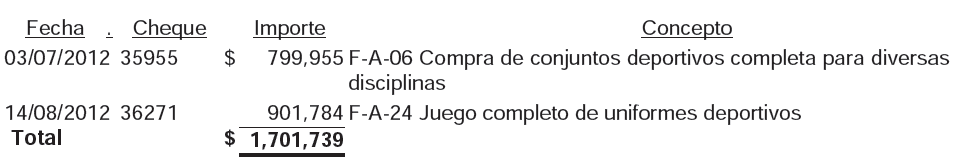 Fecha . Cheque Importe Concepto
03/07/2012 35955 $ 799,955 F-A-06 Compra de conjuntos deportivos completa para diversas
disciplinas
14/08/2012 36271 901,784 F-A-24 Juego completo de uniformes deportivos
Total $ 1,701,739